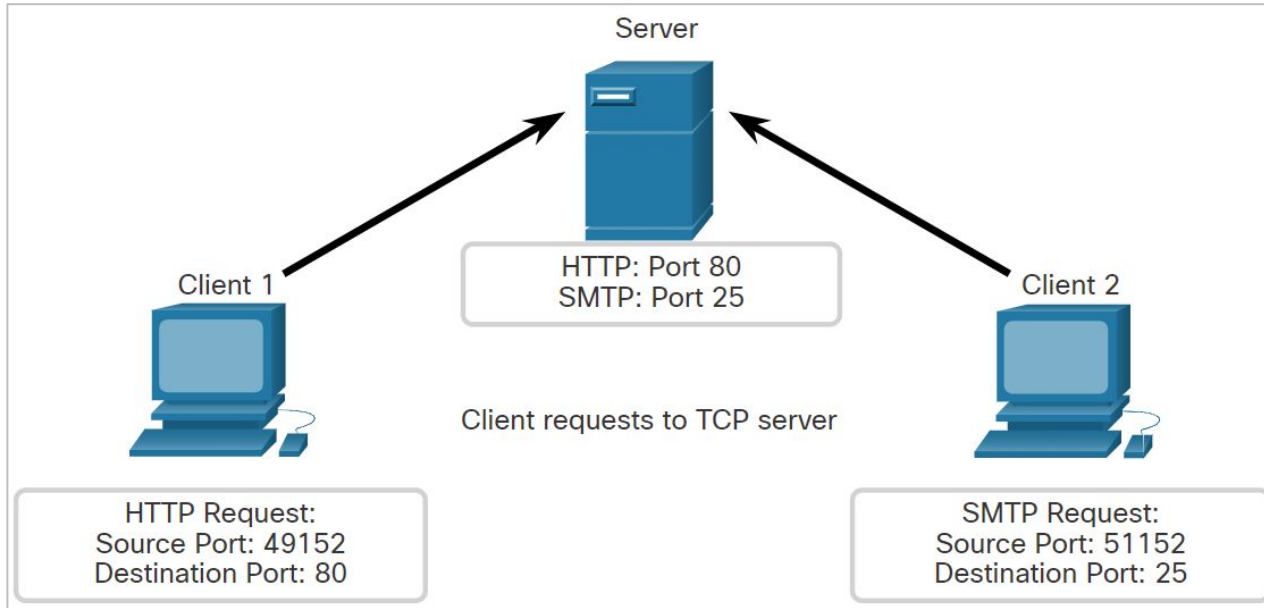 Server
HTTP: Port 80
SMTP: Port 25
Client 1
Client 2
Client requests to TCP server
HTTP Request:
Source Port: 49152
Destination Port: 80
SMTP Request:
Source Port: 51152
Destination Port: 25